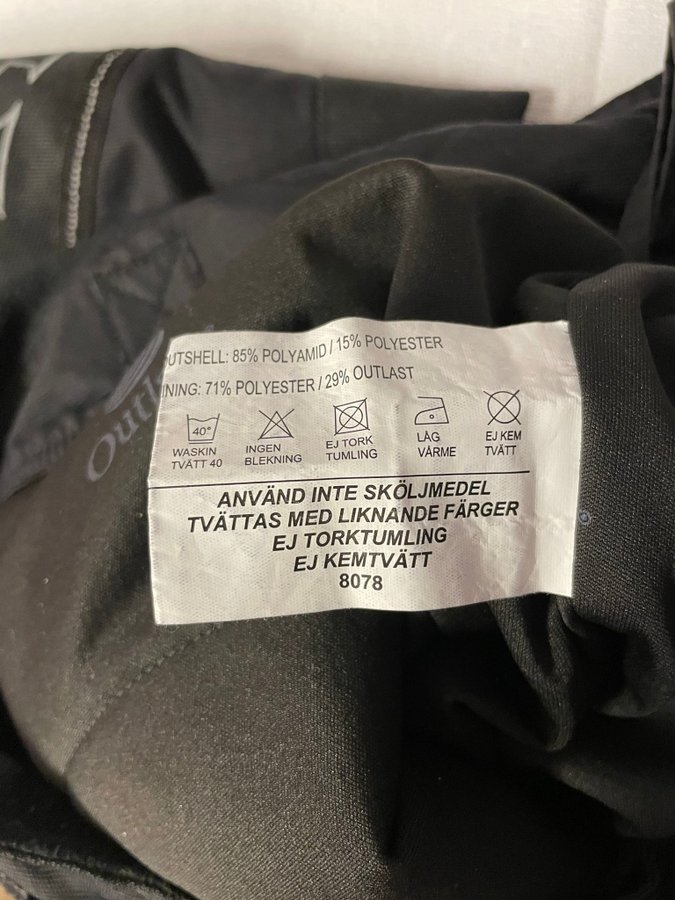 UTSHELL: 85% POLYAMID / 15% POLYESTER
INING: 71% POLYESTER / 29% OUTLAST
40°
WASKIN TVÄTT 40
INGEN BLEKNING
EJ TORK TUMLING
LÅG VÄRME
EJ KEM TVÄTT
ANVÄND INTE SKÖLJMEDEL
TVÄTTAS MED LIKNANDE FÄRGER
EJ TORKTUMLING
EJ KEMTVÄTT
8078
Outl